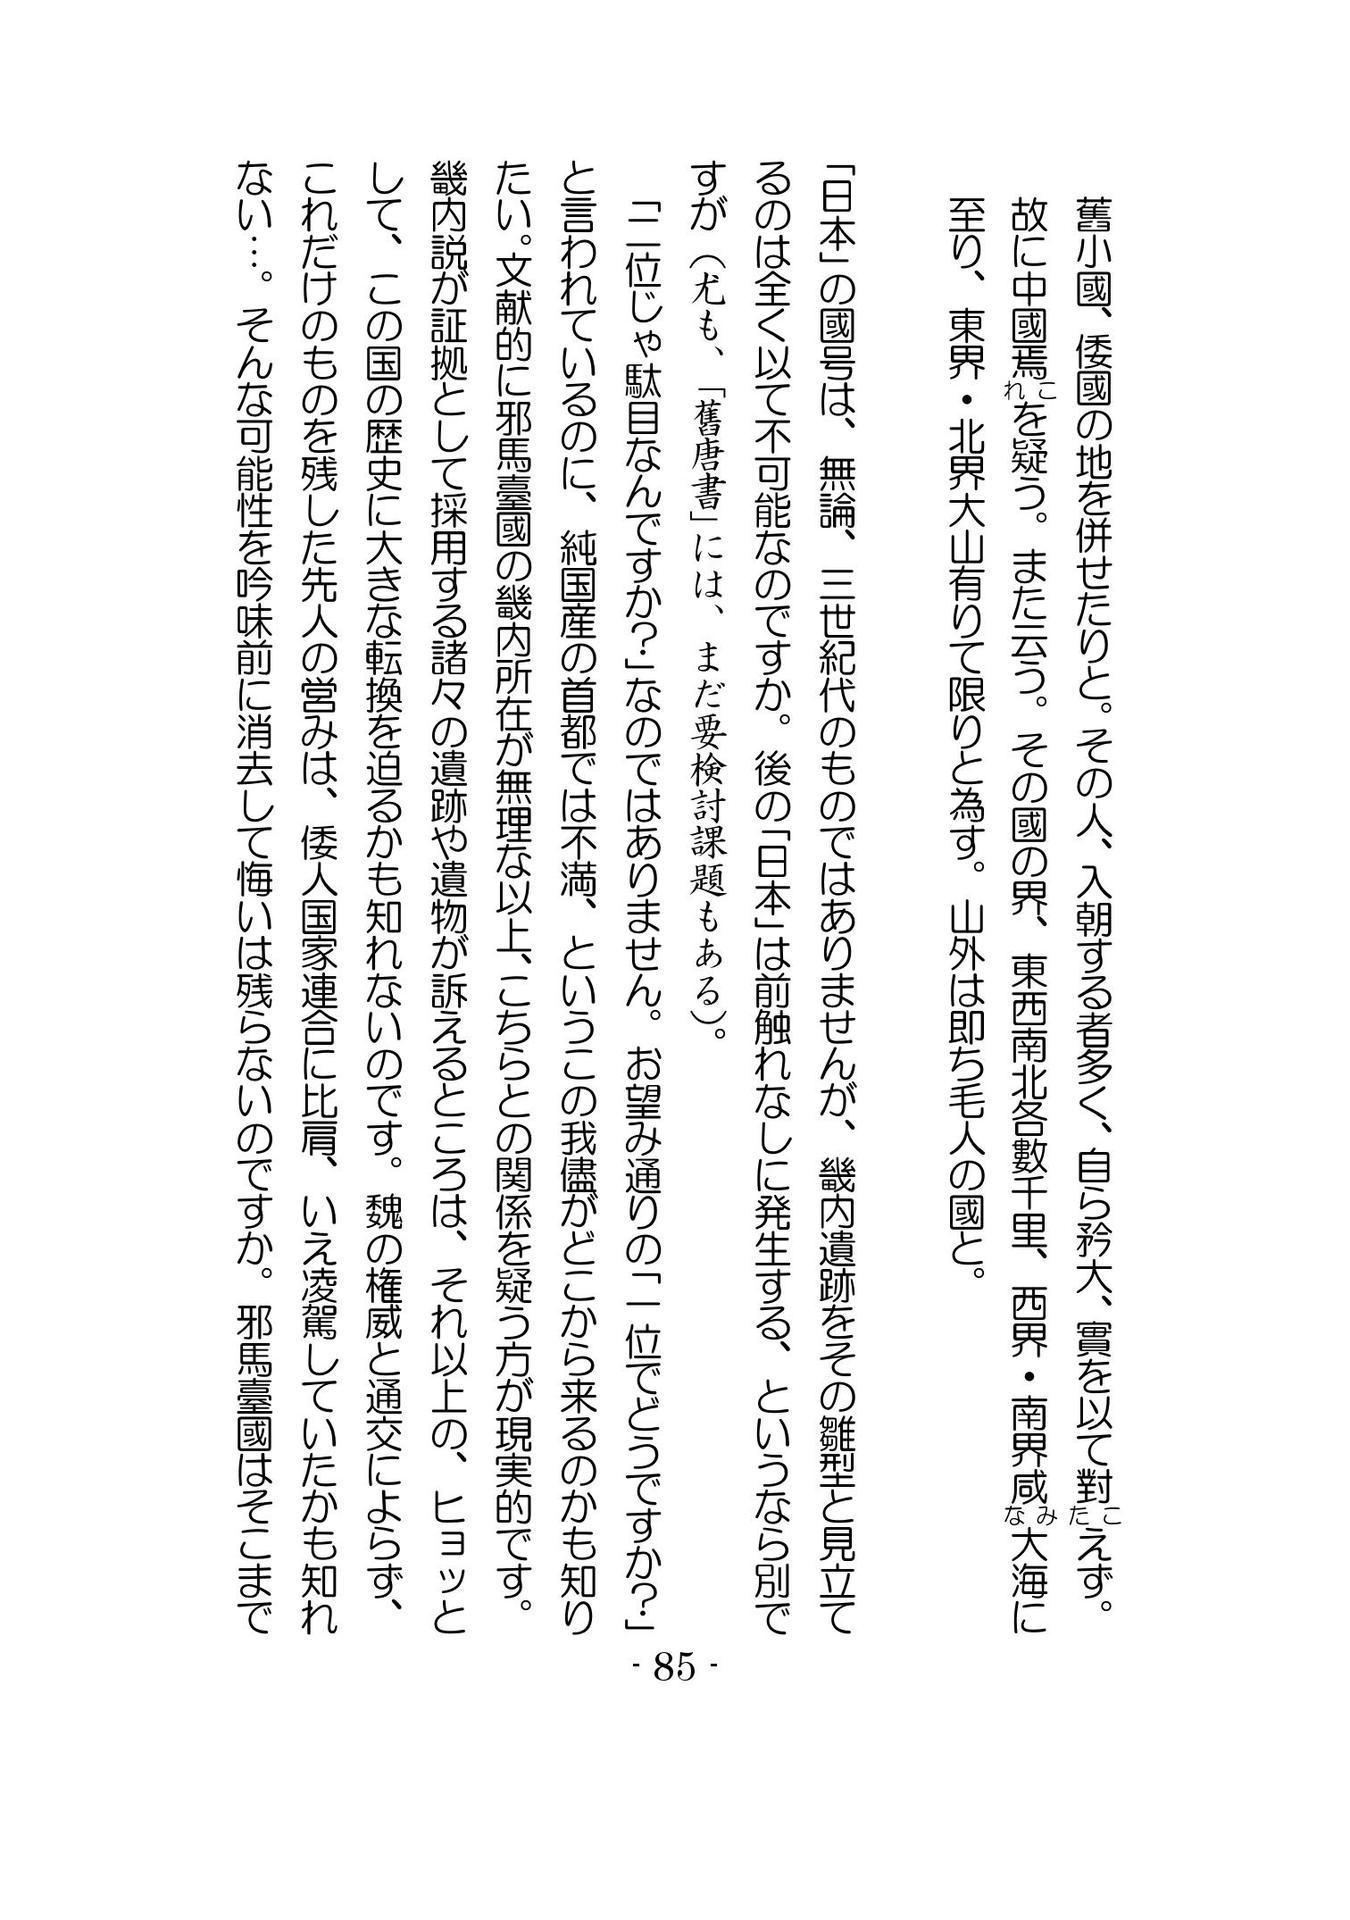 舊小國、倭國の地を併せたりと。その人、入朝する者多く、自ら矜大、實を以て對こたえず。
故に中國焉これを疑う。また云う。その國の界、東西南北各數千里、西界・南界咸みな大海に
至り、東界・北界大山有りて限りと為す。山外は即ち毛人の國と。
「日本」の國号は、無論、三世紀代のものではありませんが、畿内遺跡をその雛型と見立て
るのは全く以て不可能なのですか。後の「日本」は前触れなしに発生する、というなら別で
すが（尤も、「舊唐書」には、まだ要検討課題もある）。
「二位じゃ駄目なんですか？」なのではありません。お望み通りの「一位でどうですか？」
と言われているのに、純国産の首都では不満、というこの我儘がどこから来るのかも知り
たい。文献的に邪馬臺國の畿内所在が無理な以上、こちらとの関係を疑う方が現実的です。
畿内説が証拠として採用する諸々の遺跡や遺物が訴えるところは、それ以上の、ヒョッと
して、この国の歴史に大きな転換を迫るかも知れないのです。魏の権威と通交によらず、
これだけのものを残した先人の営みは、倭人国家連合に比肩、いえ凌駕していたかも知れ
ない…。そんな可能性を吟味前に消去して悔いは残らないのですか。邪馬臺國はそこまで
- 85 -